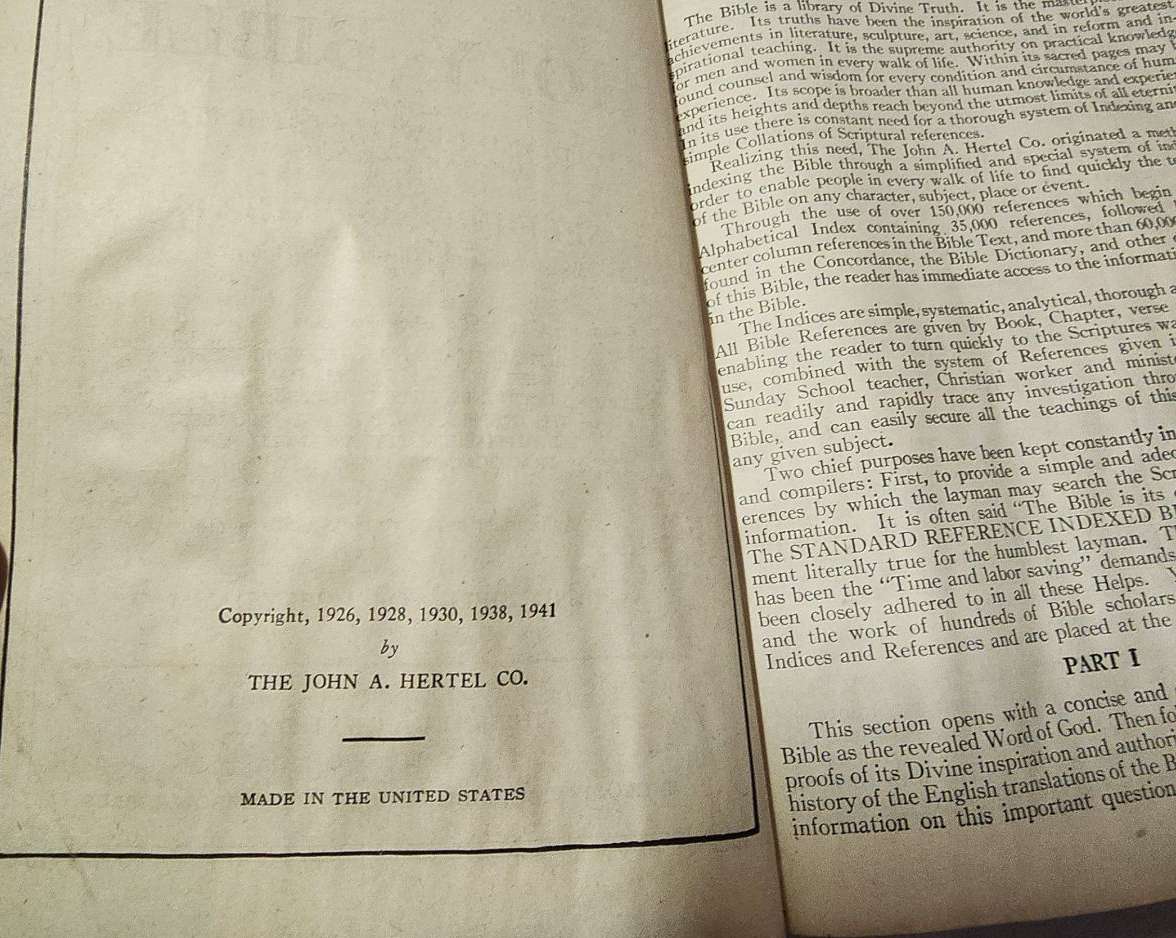 Copyright, 1926, 1928, 1930, 1938, 1941
by
THE JOHN A. HERTEL CO.
MADE IN THE UNITED STATES
The Bible is a library of Divine Truth. It is the
iterature. Its truths have been the inspiration of the world's greatest
achievements in literature, sculpture, art, science, and in reform and in
spirational teaching. It is the supreme authority on practical knowledg
for men and women in every walk of life. Within its sacred pages may
found counsel and wisdom for every condition and circumstance of hum
experience. Its scope is broader than all human knowledge and experie
and its heights and depths reach beyond the utmost limits of all eterni
In its use there is constant need for a thorough system of Indexing an
simple Collations of Scriptural references.
Realizing this need, The John A. Hertel Co. originated a met
indexing the Bible through a simplified and special system of ind
order to enable people in every walk of life to find quickly the t
of the Bible on any character, subject, place or event.
Through the use of over 150,000 references which begin
Alphabetical Index containing 35,000 references, followed
center column references in the Bible Text, and more than 60,000
found in the Concordance, the Bible Dictionary, and other
of this Bible, the reader has immediate access to the informati
in the Bible.
The Indices are simple, systematic, analytical, thorough a
All Bible References are given by Book, Chapter, verse
enabling the reader to turn quickly to the Scriptures wa
use, combined with the system of References given i
Sunday School teacher, Christian worker and ministe
can readily and rapidly trace any investigation thro
Bible, and can easily secure all the teachings of this
any given subject.
Two chief purposes have been kept constantly in
and compilers: First, to provide a simple and adec
erences by which the layman may search the Scr
information. It is often said "The Bible is its
The STANDARD REFERENCE INDEXED BI
ment literally true for the humblest layman. T
has been the "Time and labor saving" demands
been closely adhered to in all these Helps. Y
and the work of hundreds of Bible scholars
Indices and References and are placed at the
PART I
This section opens with a concise and
Bible as the revealed Word of God. Then fo
proofs of its Divine inspiration and authori
history of the English translations of the B
information on this important question